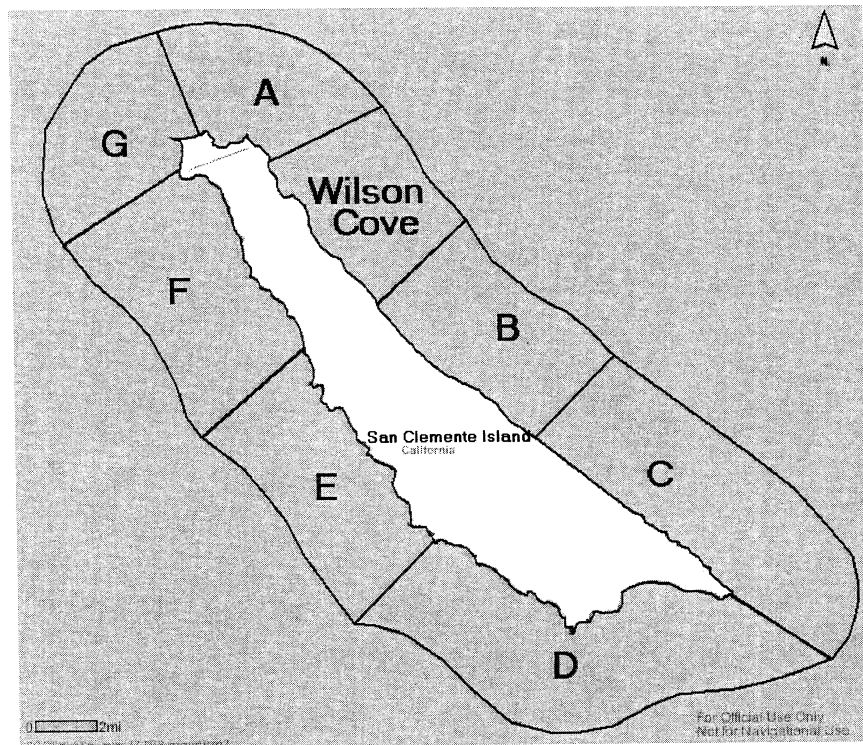 N
A
G
Wilson
Cove
F
B
San Clemente Island
California
C
E
D
0 2mi
For Official Use Only
Not for Navigational Use